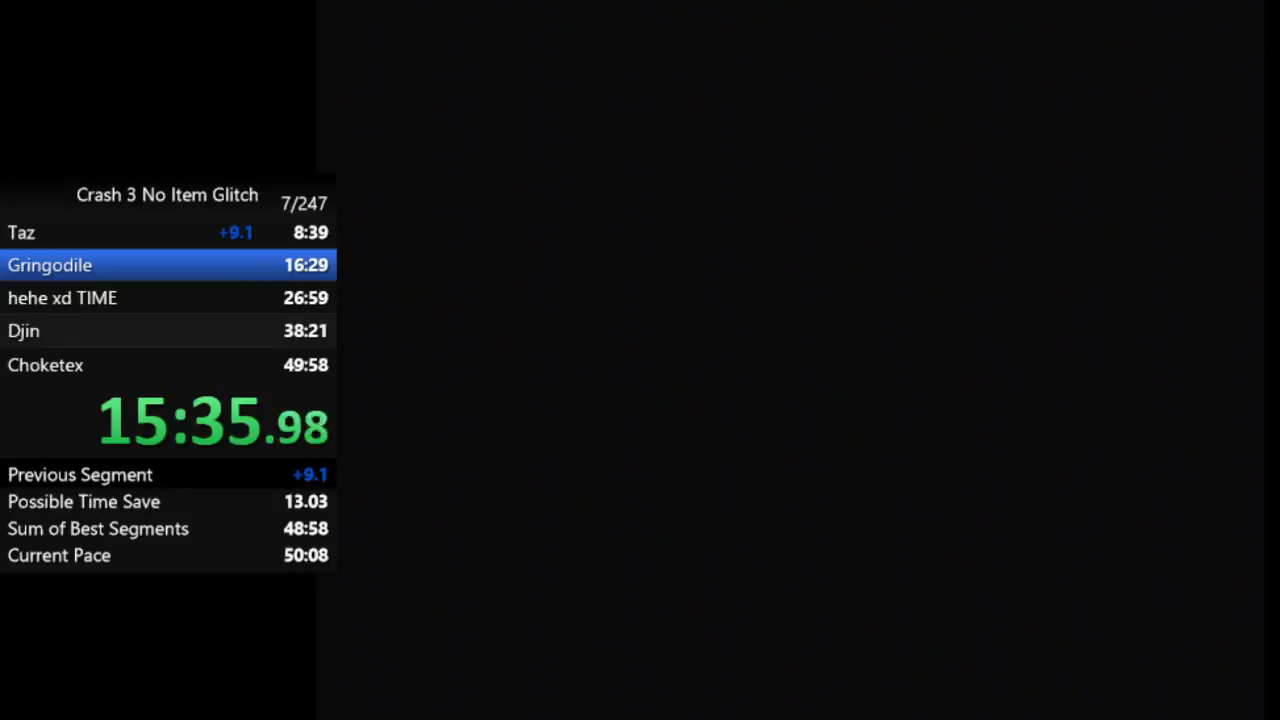 Crash 3 No Item Glitch 7/247
Taz +9.1 8:39
Gringodile 16:29
hehe xd TIME 26:59
Djin 38:21
Choketex 49:58
15:35.98
Previous Segment +9.1
Possible Time Save 13.03
Sum of Best Segments 48:58
Current Pace 50:08